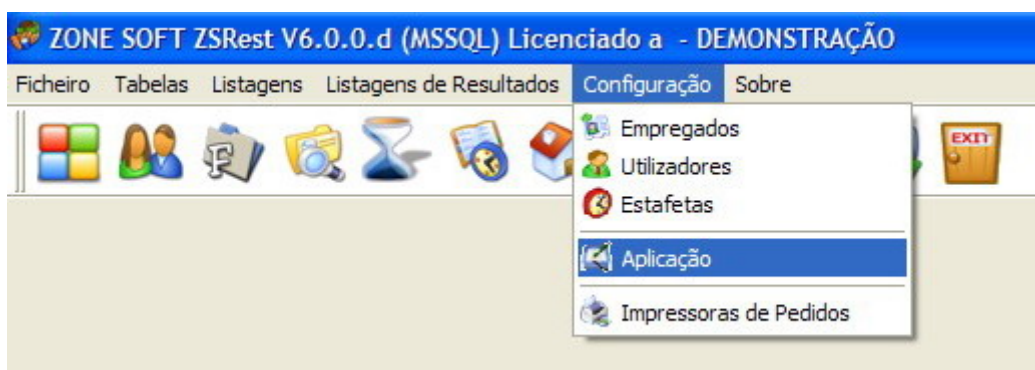 ZONE SOFT ZSRest V6.0.0.d (MSSQL) Licenciado a - DEMONSTRAÇÃO
Ficheiro Tabelas Listagens Listagens de Resultados Configuração Sobre
EXIT
Empregados
Utilizadores
Estafetas
Aplicação
Impressoras de Pedidos